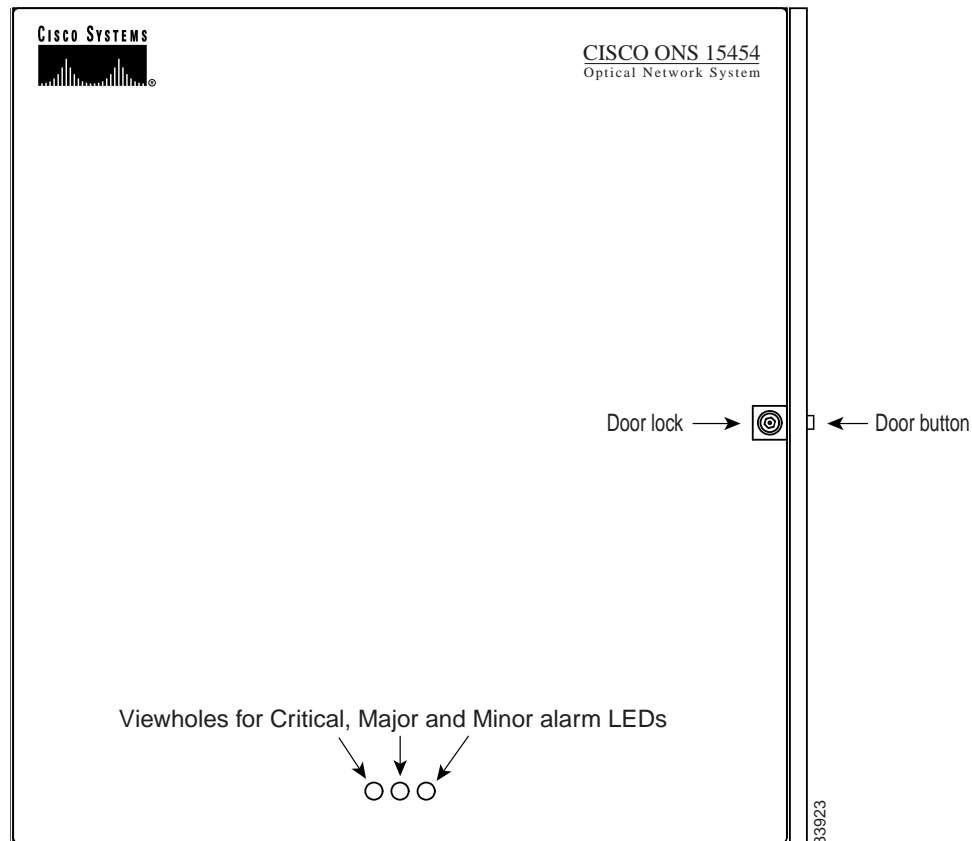 CISCO SYSTEMS
®
CISCO ONS 15454
Optical Network System
Door lock
Door button
Viewholes for Critical, Major and Minor alarm LEDs
33923